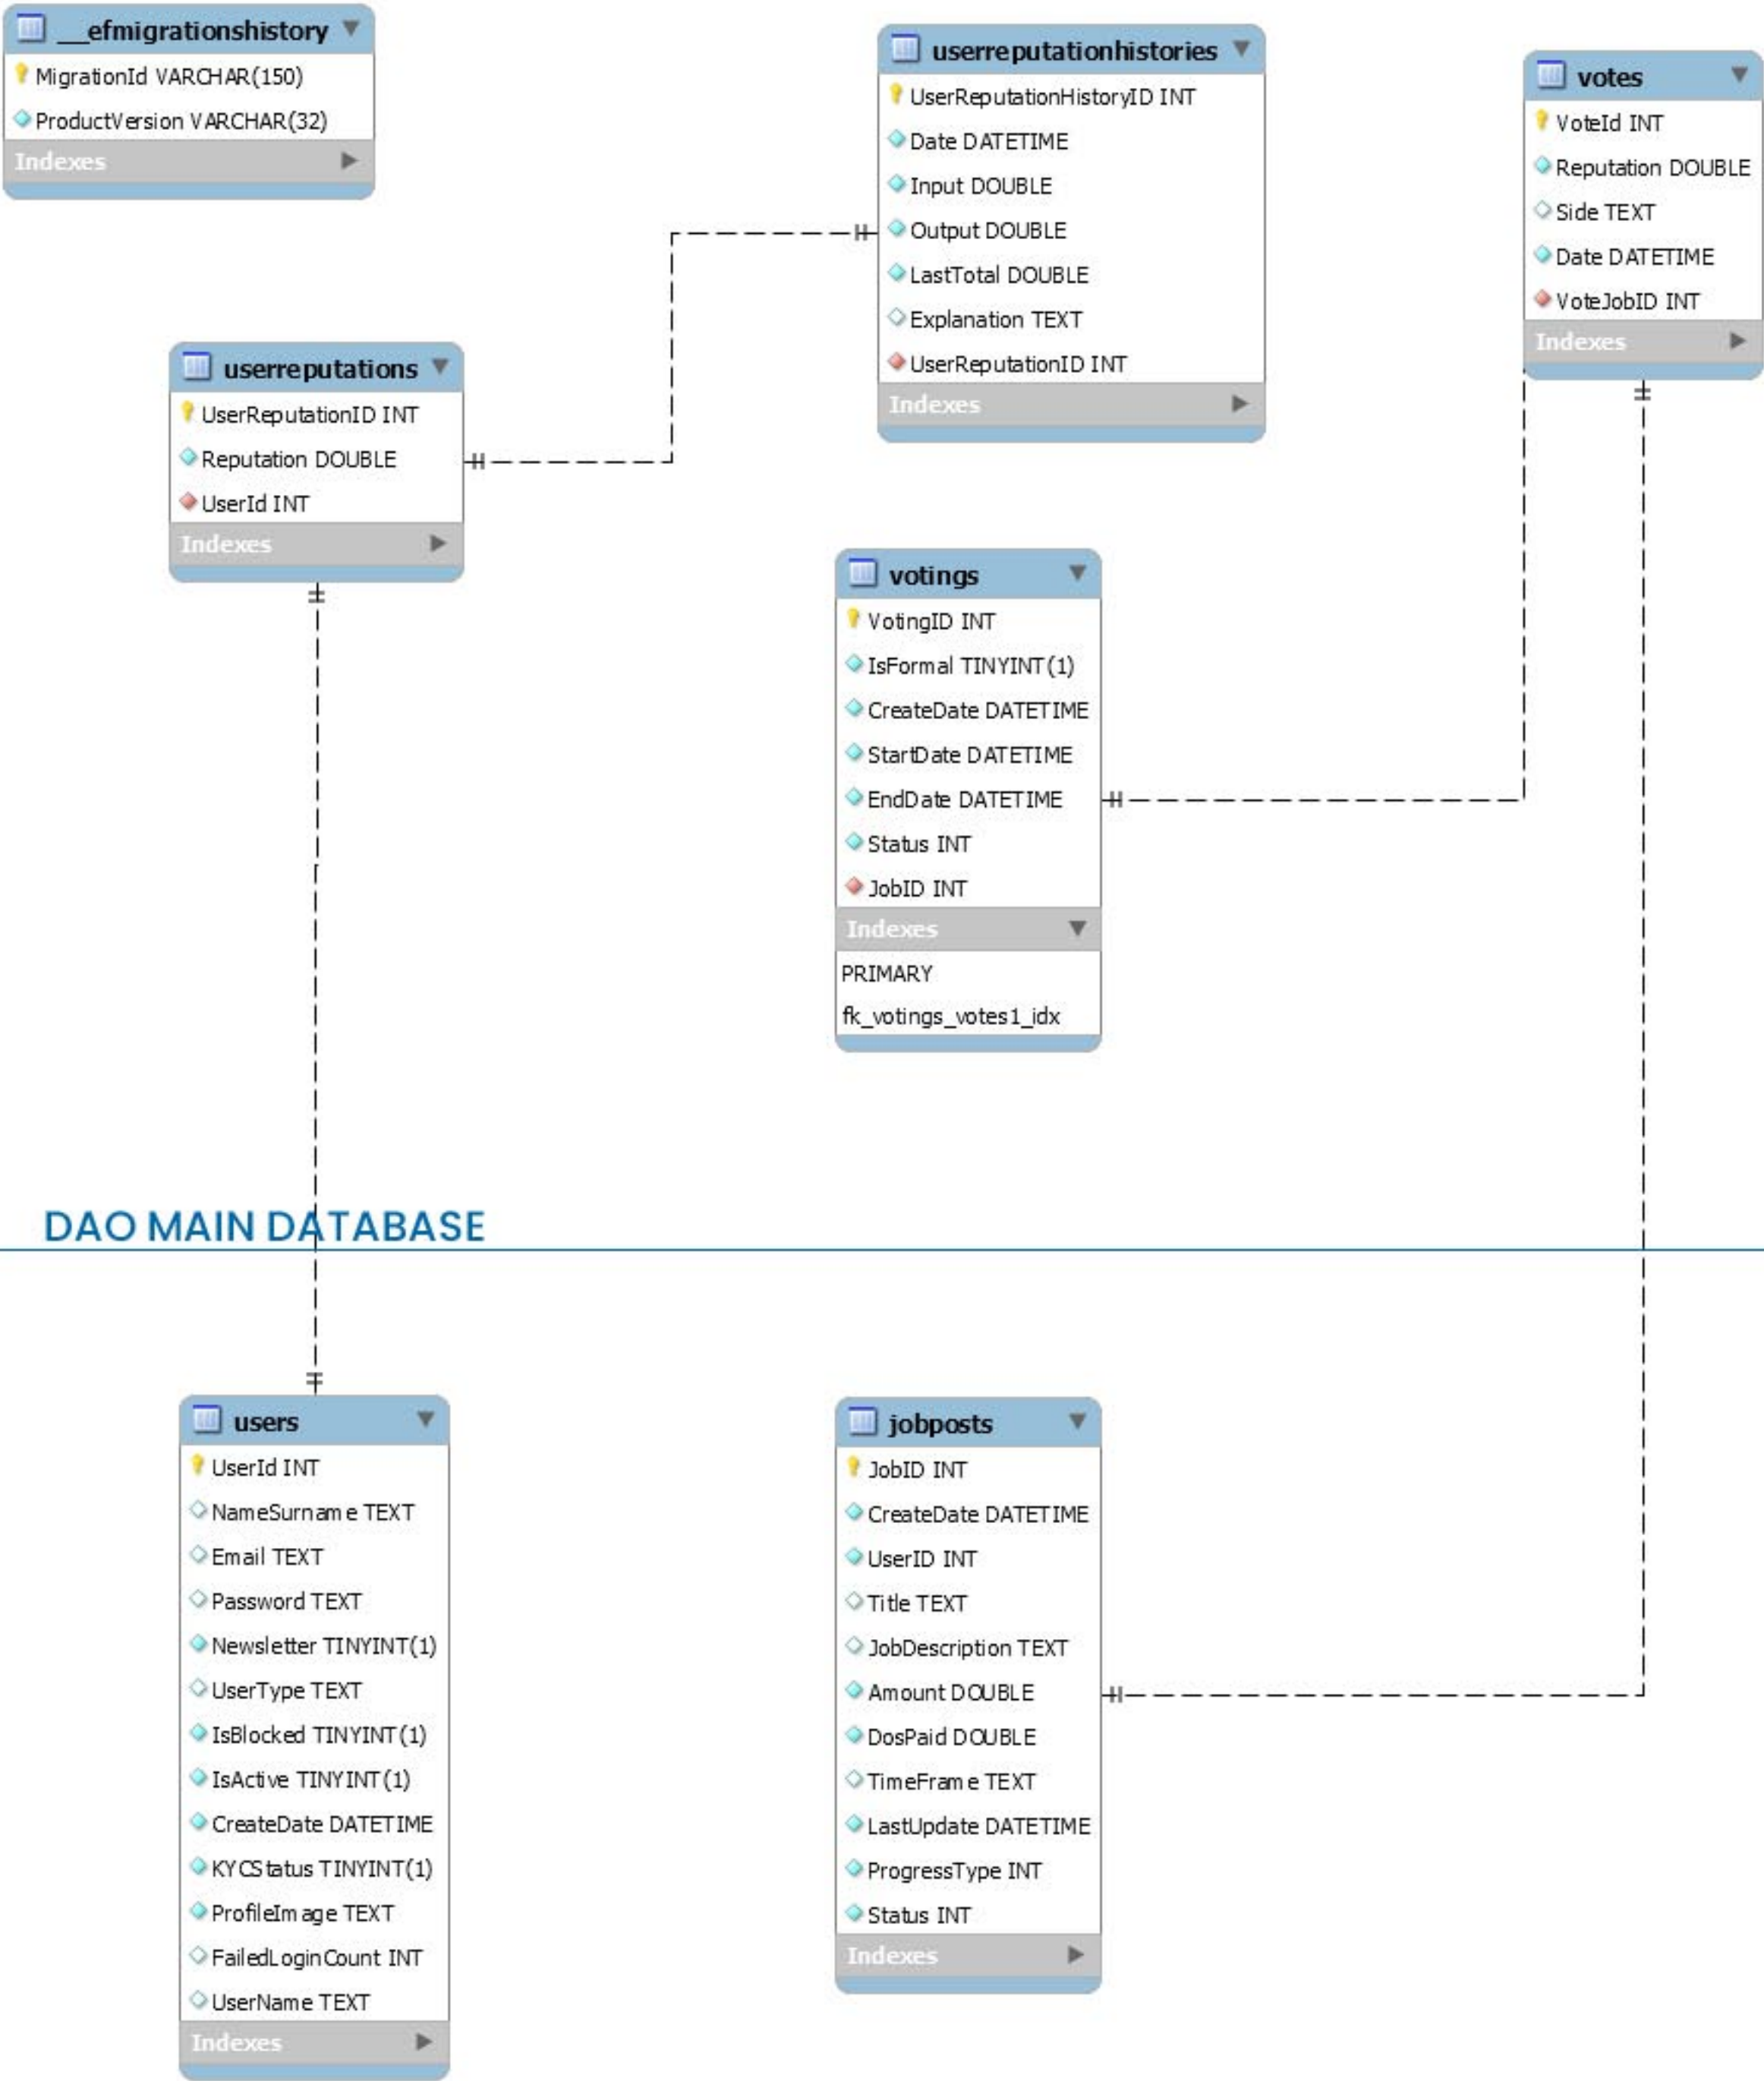 __efmigrationshistory
MigrationId VARCHAR(150)
ProductVersion VARCHAR(32)
Indexes
userreputationhistories
UserReputationHistoryID INT
Date DATETIME
Input DOUBLE
Output DOUBLE
LastTotal DOUBLE
Explanation TEXT
UserReputationID INT
Indexes
votes
VoteId INT
Reputation DOUBLE
Side TEXT
Date DATETIME
VoteJobID INT
Indexes
userreputations
UserReputationID INT
Reputation DOUBLE
UserId INT
Indexes
votings
VotingID INT
IsFormal TINYINT(1)
CreateDate DATETIME
StartDate DATETIME
EndDate DATETIME
Status INT
JobID INT
Indexes
PRIMARY
fk_votings_votes1_idx
DAO MAIN DATABASE
users
UserId INT
NameSurname TEXT
Email TEXT
Password TEXT
Newsletter TINYINT(1)
UserType TEXT
IsBlocked TINYINT(1)
IsActive TINYINT(1)
CreateDate DATETIME
KYCStatus TINYINT(1)
ProfileImage TEXT
FailedLoginCount INT
UserName TEXT
Indexes
jobposts
JobID INT
CreateDate DATETIME
UserID INT
Title TEXT
JobDescription TEXT
Amount DOUBLE
DosPaid DOUBLE
TimeFrame TEXT
LastUpdate DATETIME
ProgressType INT
Status INT
Indexes